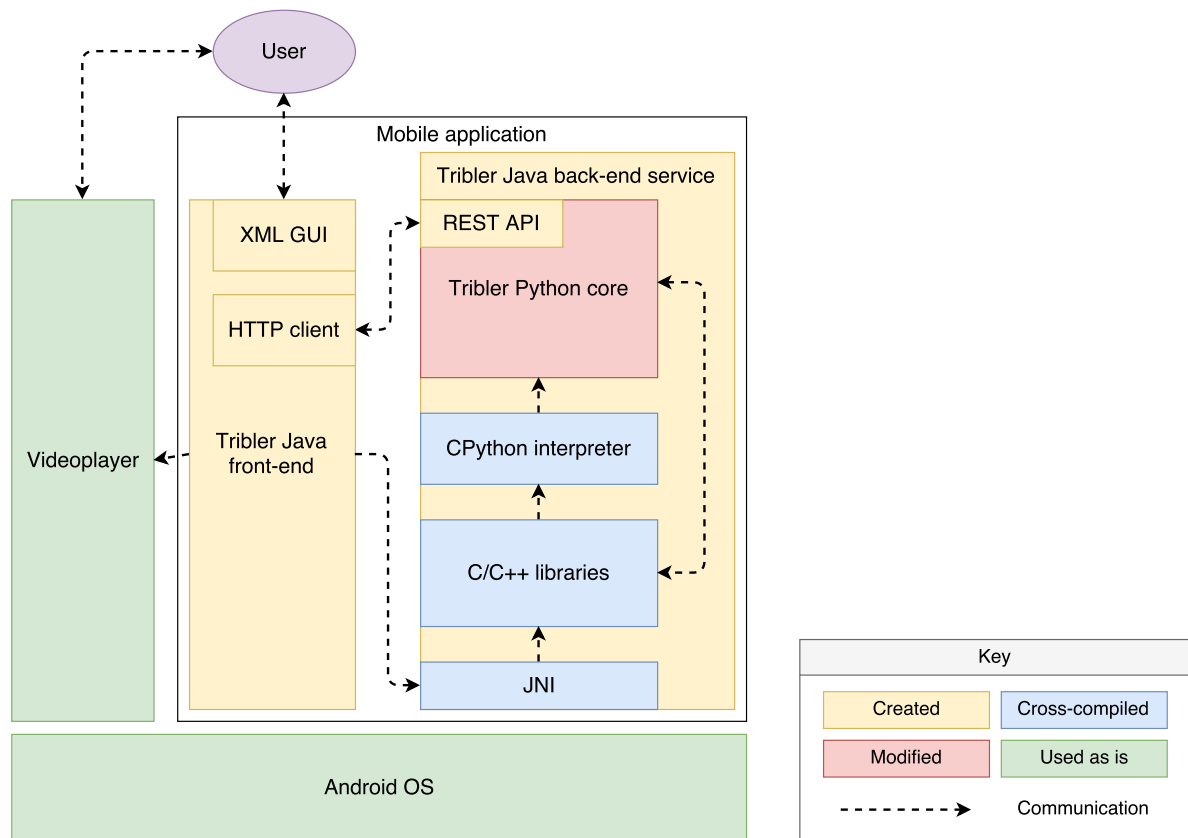 User
Mobile application
Tribler Java back-end service
XML GUI
REST API
HTTP client
Tribler Python core
Videoplayer
Tribler Java
front-end
CPython interpreter
C/C++ libraries
JNI
Android OS
Key
Created
Cross-compiled
Modified
Used as is
Communication